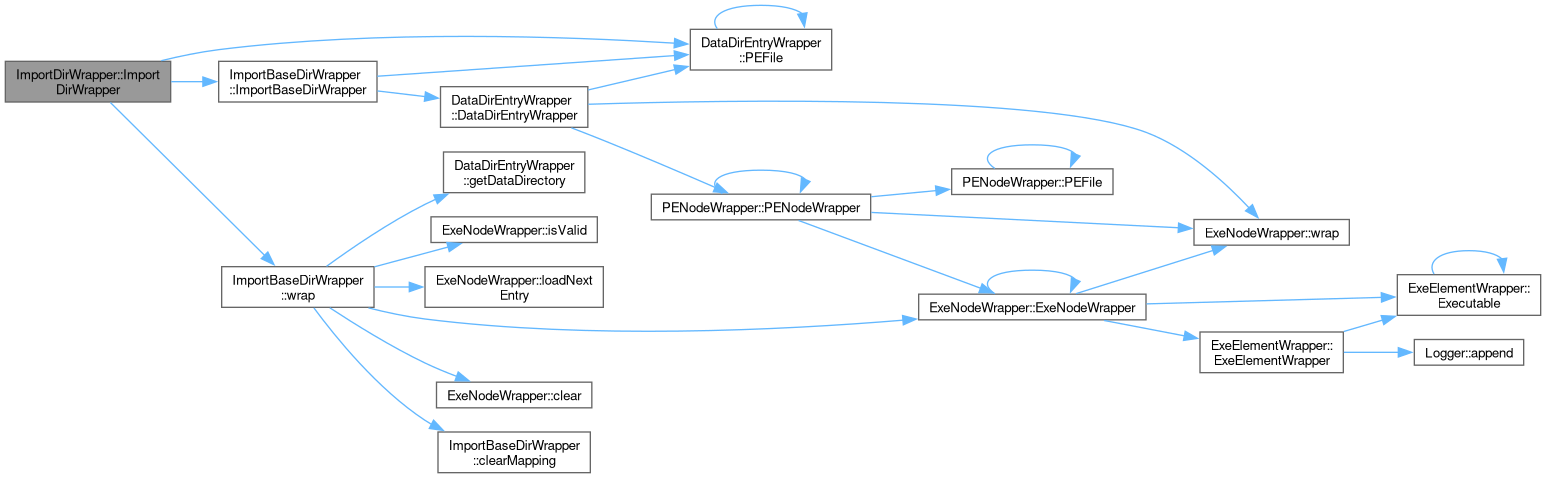 ImportDirWrapper::Import
DirWrapper
ImportBaseDirWrapper
::ImportBaseDirWrapper
DataDirEntryWrapper
::PEFile
DataDirEntryWrapper
::DataDirEntryWrapper
DataDirEntryWrapper
::getDataDirectory
PENodeWrapper::PEFile
PENodeWrapper::PENodeWrapper
ExeNodeWrapper::isValid
ExeNodeWrapper::wrap
ImportBaseDirWrapper
::wrap
ExeNodeWrapper::loadNext
Entry
ExeNodeWrapper::ExeNodeWrapper
ExeElementWrapper::
Executable
ExeElementWrapper::
ExeElementWrapper
Logger::append
ExeNodeWrapper::clear
ImportBaseDirWrapper
::clearMapping